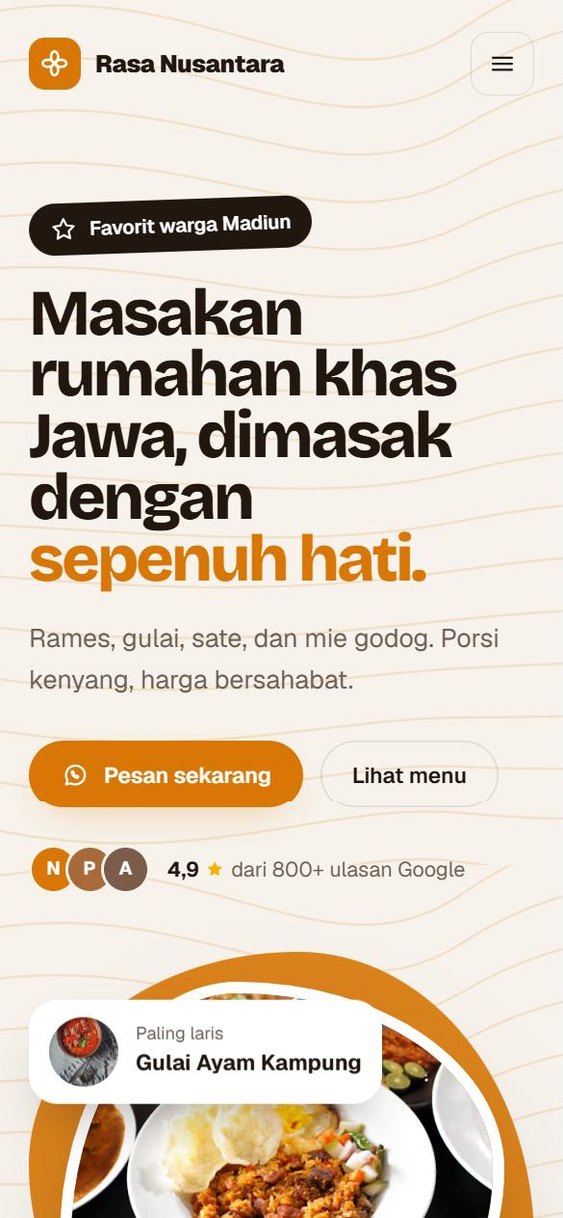 Rasa Nusantara
Favorit warga Madiun
Masakan
rumahan khas
Jawa, dimasak
dengan
sepenuh hati.
Rames, gulai, sate, dan mie godog. Porsi
kenyang, harga bersahabat.
Pesan sekarang
Lihat menu
N P A 4,9 dari 800+ ulasan Google
Paling laris
Gulai Ayam Kampung